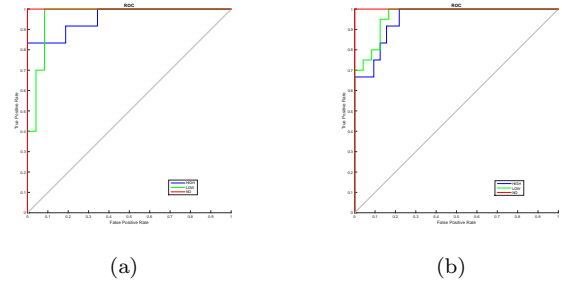 ROC
True Positive Rate
1
0.9
0.8
0.7
0.6
0.5
0.4
0.3
0.2
0.1
0
0 0.1 0.2 0.3 0.4 0.5 0.6 0.7 0.8 0.9 1
False Positive Rate
HIGH
LOW
NO
(a)
ROC
True Positive Rate
1
0.9
0.8
0.7
0.6
0.5
0.4
0.3
0.2
0.1
0
0 0.1 0.2 0.3 0.4 0.5 0.6 0.7 0.8 0.9 1
False Positive Rate
HIGH
LOW
NO
(b)